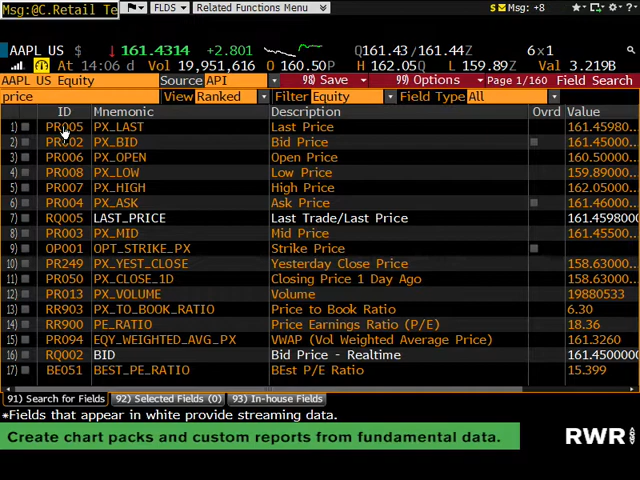 Msg:@C.Retail Te FLDS Related Functions Menu Msg: +8
AAPL US $ 161.4314 +2.801 Q161.43/161.44Z 6x1
At 14:06 d Vol 19,951,616 O 160.50P H 162.05Q L 159.89Z Val 3.219B
AAPL US Equity Source API 98) Save 99) Options Page 1/160 Field Search
price View Ranked Filter Equity Field Type All
ID Mnemonic Description Ovrd Value
1) PR005 PX_LAST Last Price 161.45980...
2) PR002 PX_BID Bid Price 161.45000...
3) PR006 PX_OPEN Open Price 160.50000...
4) PR008 PX_LOW Low Price 159.89000...
5) PR007 PX_HIGH High Price 162.05000...
6) PR004 PX_ASK Ask Price 161.46000...
7) RQ005 LAST_PRICE Last Trade/Last Price 161.4598000
8) PR003 PX_MID Mid Price 161.45500...
9) OP001 OPT_STRIKE_PX Strike Price
10) PR249 PX_YEST_CLOSE Yesterday Close Price 158.63000...
11) PR050 PX_CLOSE_1D Closing Price 1 Day Ago 158.63000...
12) PR013 PX_VOLUME Volume 19880533
13) RR903 PX_TO_BOOK_RATIO Price to Book Ratio 6.30
14) RR900 PE_RATIO Price Earnings Ratio (P/E) 18.36
15) PR094 EQY_WEIGHTED_AVG_PX VWAP (Vol Weighted Average Price) 161.3260
16) RQ002 BID Bid Price - Realtime 161.4500000
17) BE051 BEST_PE_RATIO BEst P/E Ratio 15.399
91) Search for Fields 92) Selected Fields (0) 93) In-house Fields
*Fields that appear in white provide streaming data.
Create chart packs and custom reports from fundamental data.
RWR